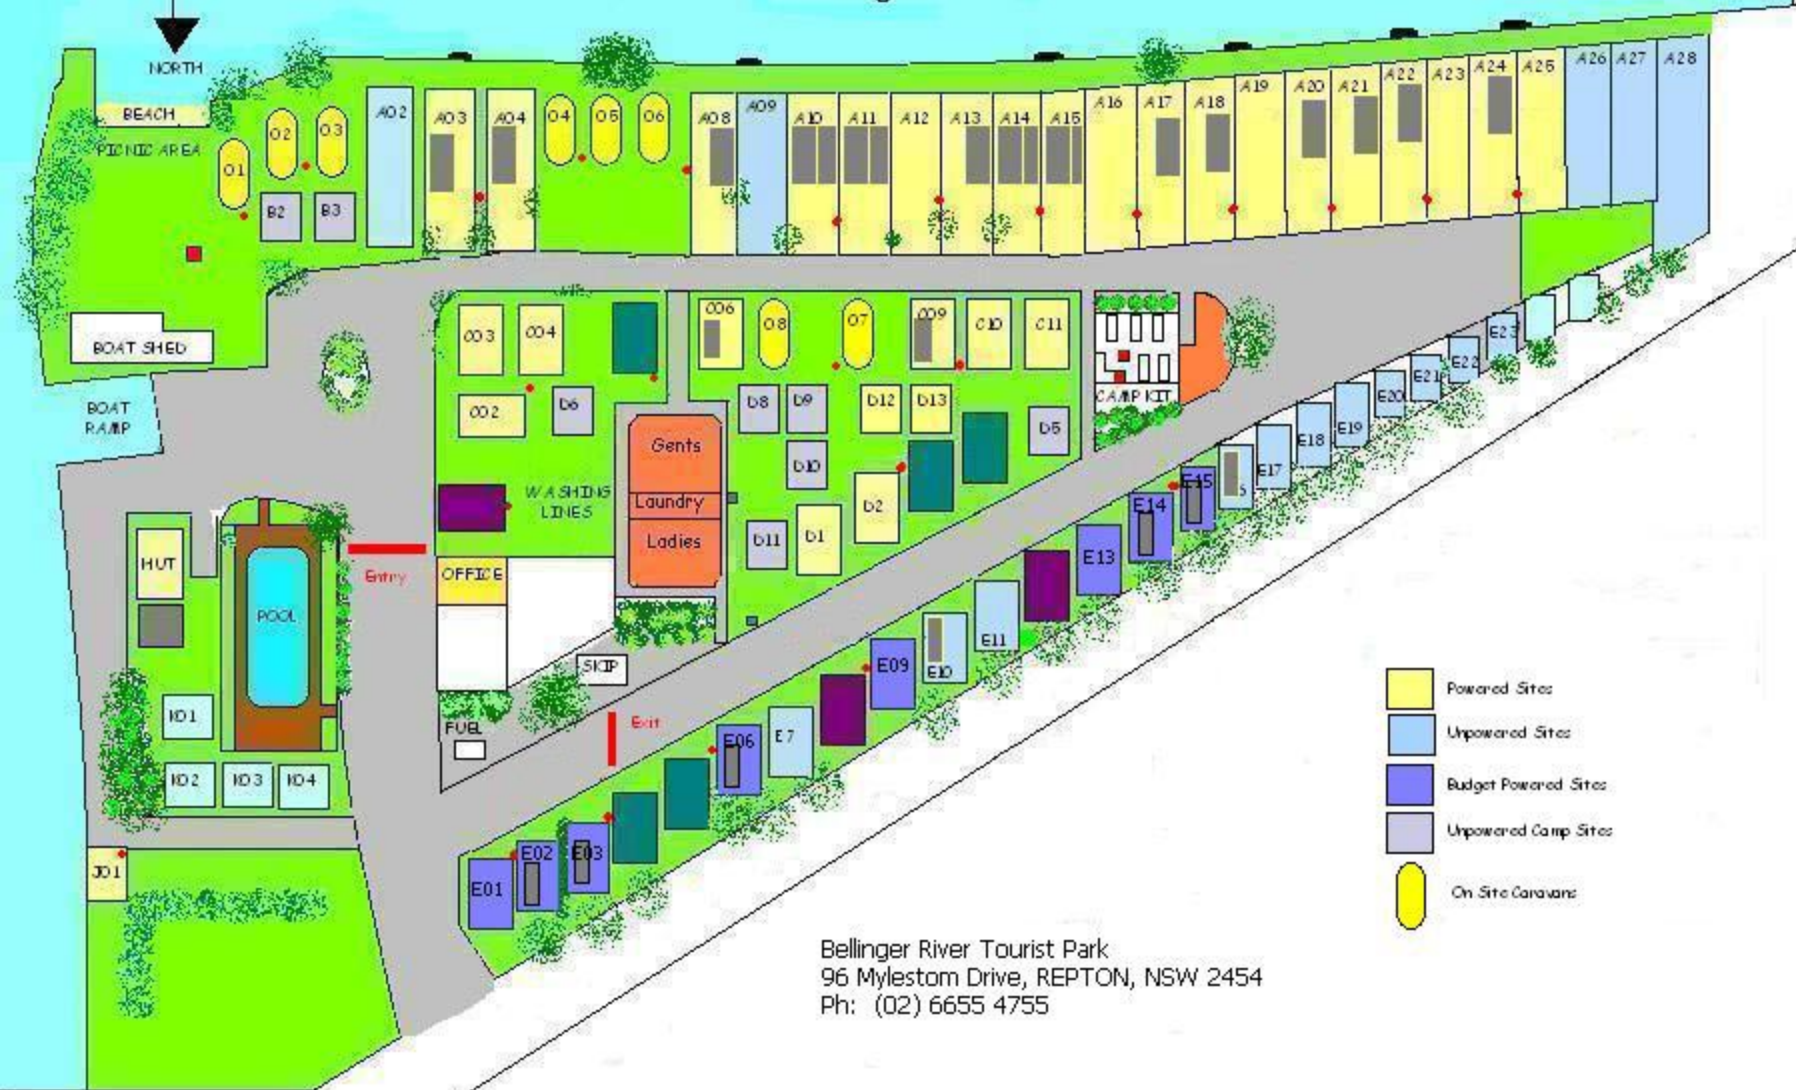 NORTH
BEACH
PICNIC AREA
O1
O2
O3
B2
B3
A02
A03
A04
O4
O5
O6
A08
A09
A10
A11
A12
A13
A14
A15
A16
A17
A18
A19
A20
A21
A22
A23
A24
A25
A26
A27
A28
BOAT SHED
BOAT
RAMP
C03
C04
C02
D6
C06
O8
O7
C09
C10
C11
D8
D9
D12
D13
D10
D5
D2
D11
D1
CAMP KIT
Gents
Laundry
Ladies
WASHING
LINES
OFFICE
Entry
HUT
POOL
K01
K02
K03
K04
J01
SKIP
FUEL
Exit
E23
E22
E21
E20
E19
E18
E17
E15
E14
E13
E11
E10
E09
E7
E06
E03
E02
E01
Powered Sites
Unpowered Sites
Budget Powered Sites
Unpowered Camp Sites
On Site Caravans
Bellinger River Tourist Park
96 Mylestom Drive, REPTON, NSW 2454
Ph: (02) 6655 4755